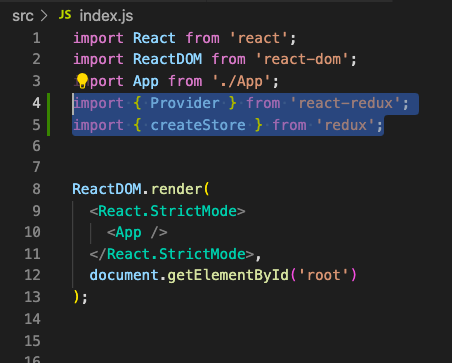 src > JS index.js
1 import React from 'react';
2 import ReactDOM from 'react-dom';
3 import App from './App';
4 import { Provider } from 'react-redux';
5 import { createStore } from 'redux';
6
7
8 ReactDOM.render(
9 <React.StrictMode>
10 <App />
11 </React.StrictMode>,
12 document.getElementById('root')
13 );
14
15
16